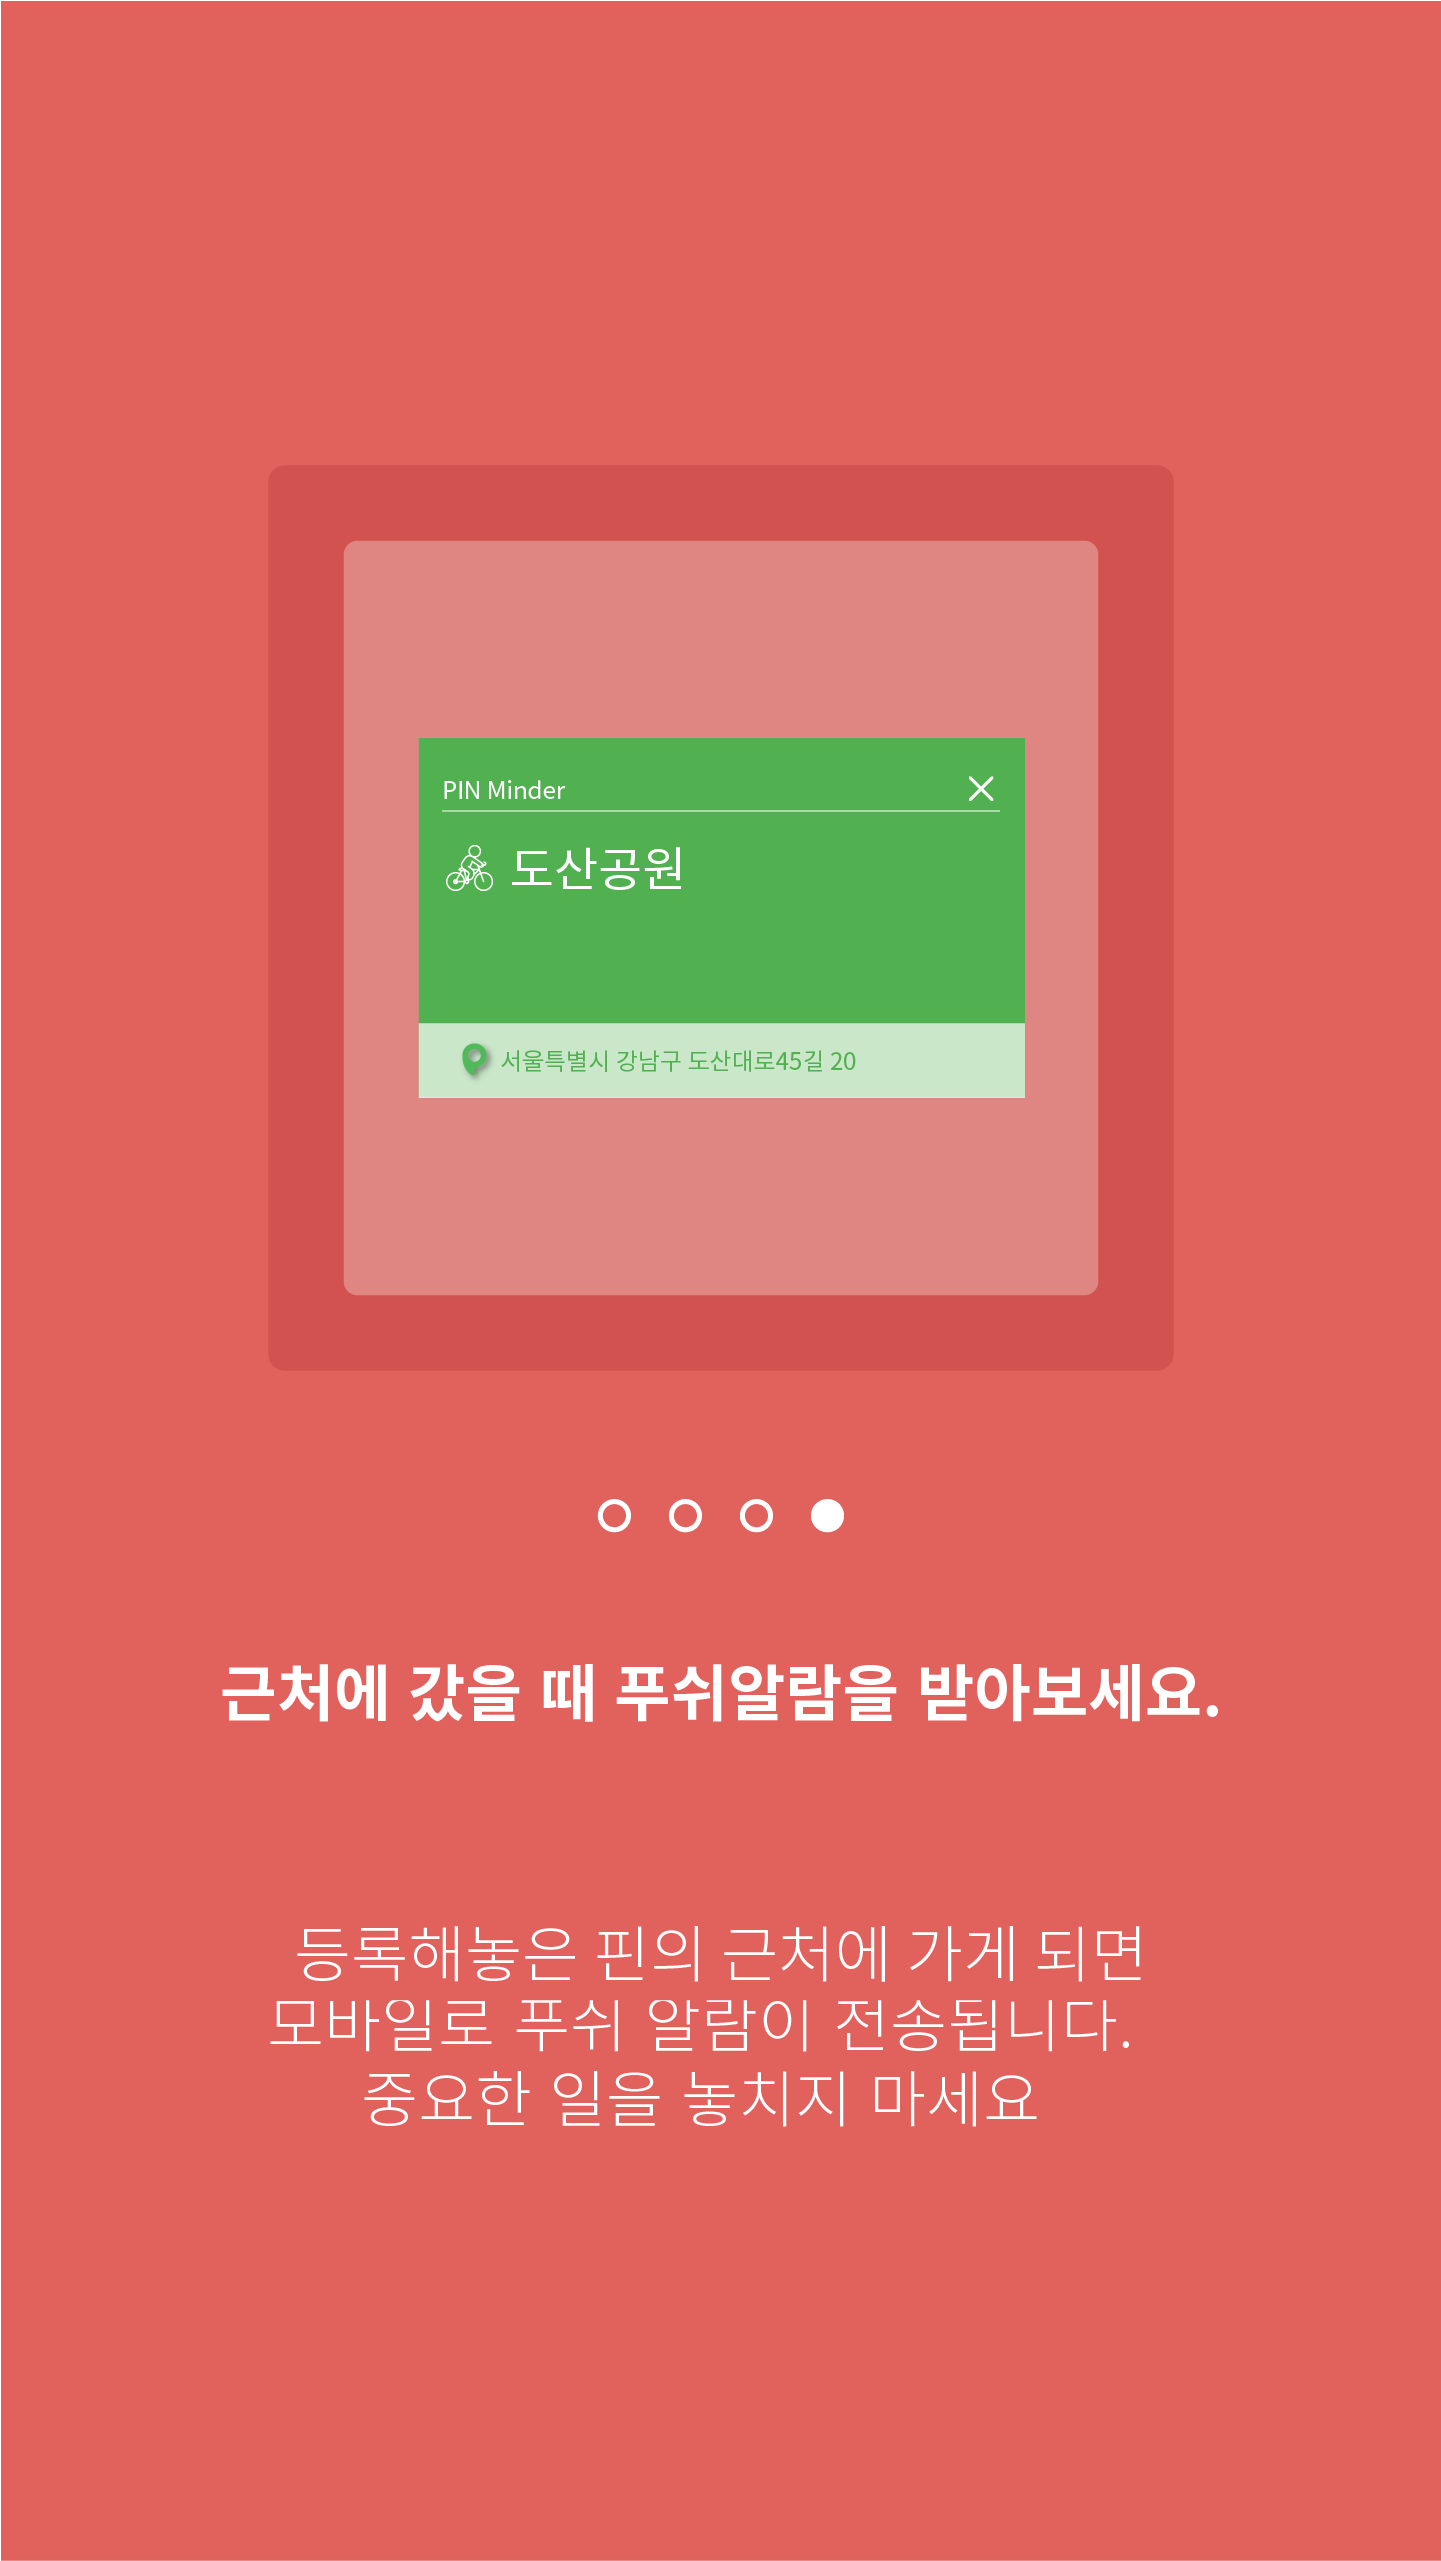 PIN Minder
도산공원
서울특별시 강남구 도산대로45길 20
근처에 갔을 때 푸쉬알람을 받아보세요.
등록해놓은 핀의 근처에 가게 되면
모바일로 푸쉬 알람이 전송됩니다.
중요한 일을 놓치지 마세요